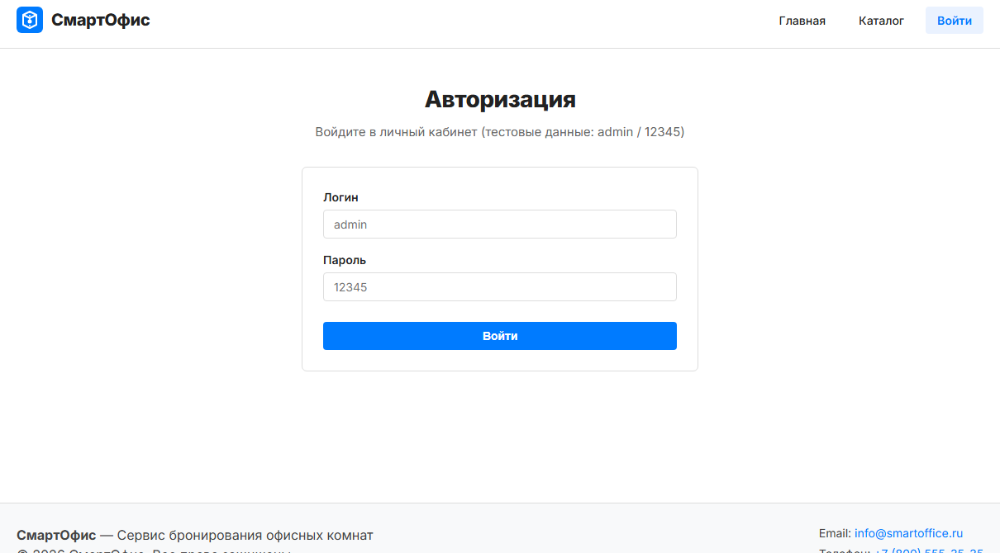 СмартОфис
Главная
Каталог
Войти
Авторизация
Войдите в личный кабинет (тестовые данные: admin / 12345)
Логин
admin
Пароль
12345
Войти
СмартОфис — Сервис бронирования офисных комнат
© 2026 СмартОфис. Все права защищены.
Email: info@smartoffice.ru
Телефон: +7 (800) 555-35-35